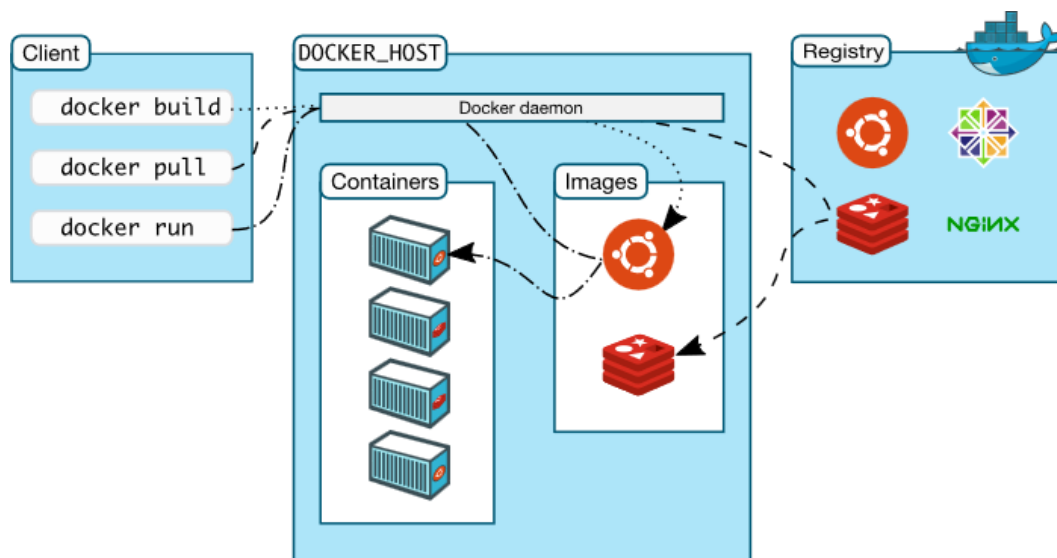 Client
docker build
docker pull
docker run
DOCKER_HOST
Docker daemon
Containers
Images
Registry
NGINX